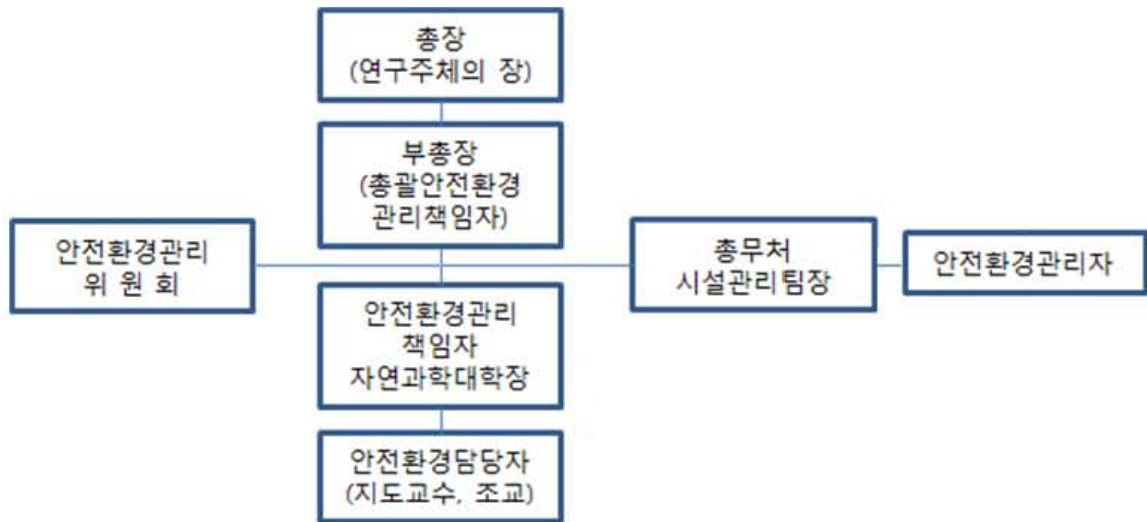 총장
(연구주체의 장)
부총장
(총괄안전환경
관리책임자)
안전환경관리
위 원 회
총무처
시설관리팀장
안전환경관리자
안전환경관리
책임자
자연과학대학장
안전환경담당자
(지도교수, 조교)